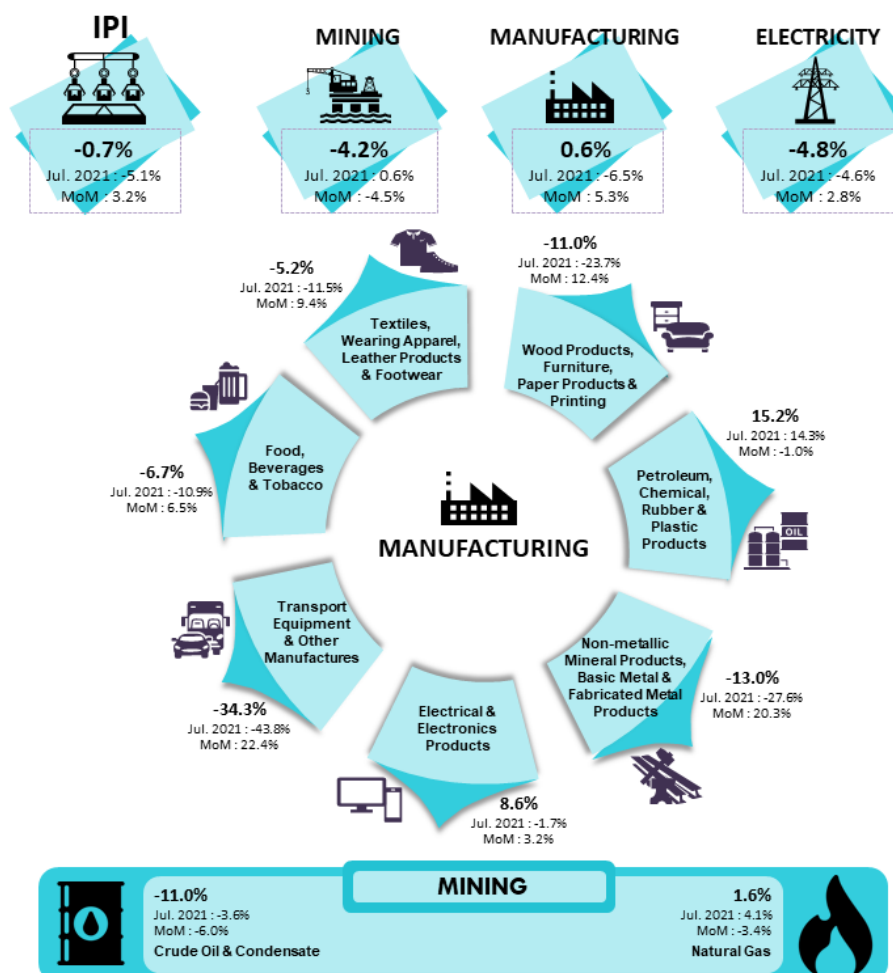 IPI
-0.7%
Jul. 2021 : -5.1%
MoM : 3.2%
MINING
-4.2%
Jul. 2021 : 0.6%
MoM : -4.5%
MANUFACTURING
0.6%
Jul. 2021 : -6.5%
MoM : 5.3%
ELECTRICITY
-4.8%
Jul. 2021 : -4.6%
MoM : 2.8%
-5.2%
Jul. 2021 : -11.5%
MoM : 9.4%
Textiles,
Wearing Apparel,
Leather Products
& Footwear
-11.0%
Jul. 2021 : -23.7%
MoM : 12.4%
Wood Products,
Furniture,
Paper Products &
Printing
-6.7%
Jul. 2021 : -10.9%
MoM : 6.5%
Food,
Beverages
& Tobacco
15.2%
Jul. 2021 : 14.3%
MoM : -1.0%
Petroleum,
Chemical,
Rubber &
Plastic
Products
OIL
MANUFACTURING
Transport
Equipment
& Other
Manufactures
-34.3%
Jul. 2021 : -43.8%
MoM : 22.4%
Electrical &
Electronics
Products
8.6%
Jul. 2021 : -1.7%
MoM : 3.2%
Non-metallic
Mineral Products,
Basic Metal &
Fabricated Metal
Products
-13.0%
Jul. 2021 : -27.6%
MoM : 20.3%
MINING
-11.0%
Jul. 2021 : -3.6%
MoM : -6.0%
Crude Oil & Condensate
1.6%
Jul. 2021 : 4.1%
MoM : -3.4%
Natural Gas